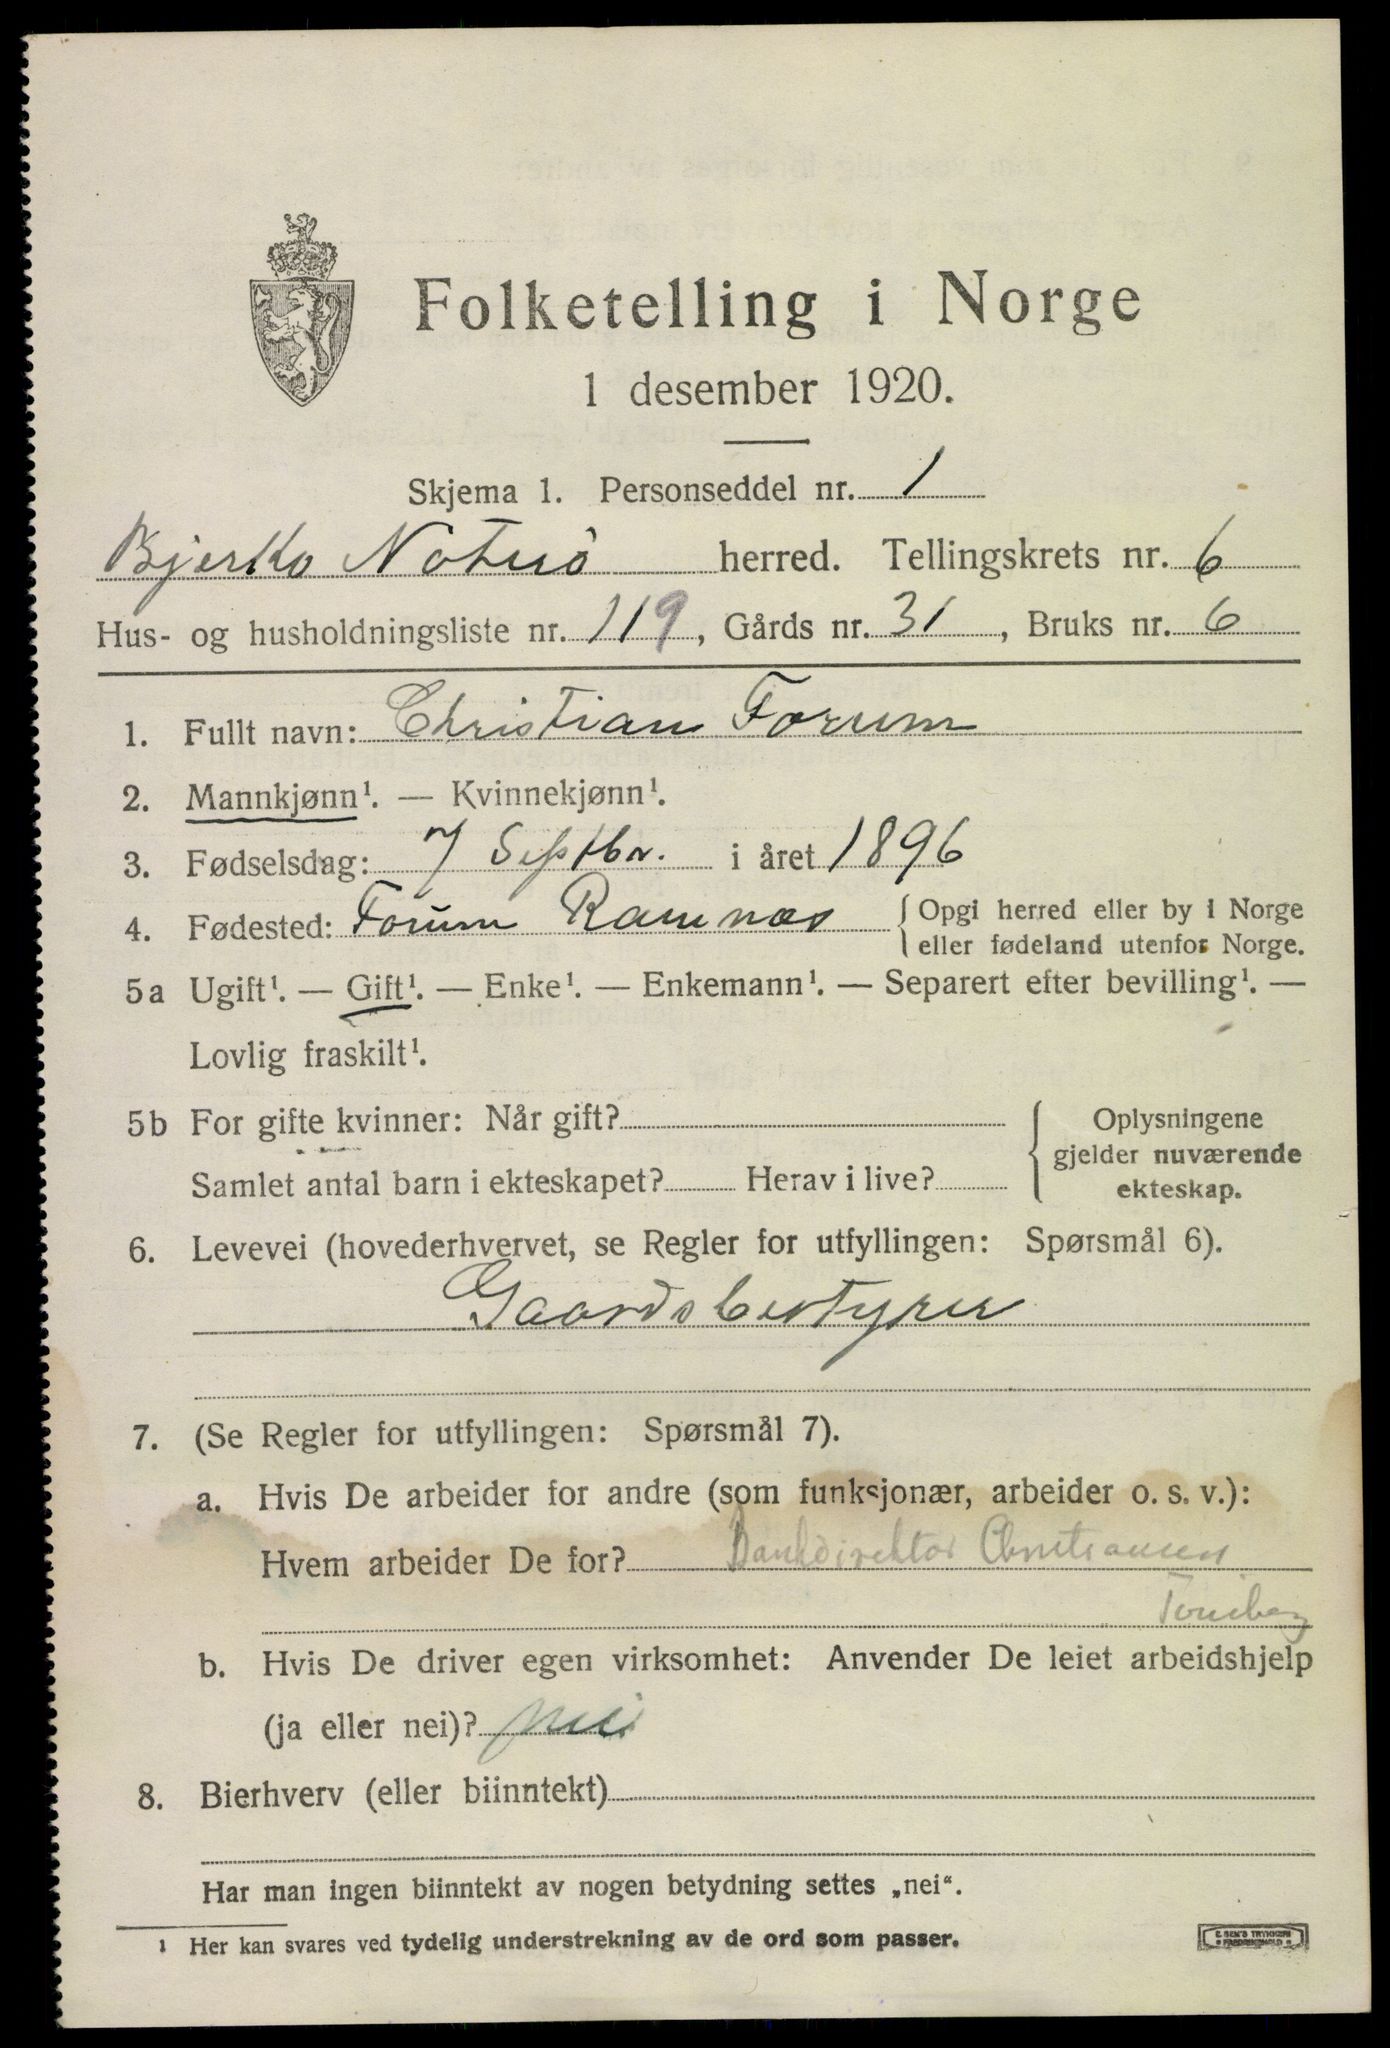 Folketelling i Norge
1 desember 1920.
Skjema 1. Personseddel nr. 1
Bjerkø Nøtterø herred. Tellingskrets nr. 6
Hus- og husholdningsliste nr. 119, Gårds nr. 31, Bruks nr. 6
1. Fullt navn: Christian Forum
2. Mannkjønn¹. — Kvinnekjønn¹.
3. Fødselsdag: 7 Septbr. i året 1896
4. Fødested: Forum Ramnæs { Opgi herred eller by i Norge
eller fødeland utenfor Norge.
5a Ugift¹. — Gift¹. — Enke¹. — Enkemann¹. — Separert efter bevilling¹. —
Lovlig fraskilt¹.
5b For gifte kvinner: Når gift? { Oplysningene
gjelder nuværende
Samlet antal barn i ekteskapet? Herav i live?
ekteskap.
6. Levevei (hovederhvervet, se Regler for utfyllingen: Spørsmål 6).
Gaardsbestyrer
7. (Se Regler for utfyllingen: Spørsmål 7).
a. Hvis De arbeider for andre (som funksjonær, arbeider o. s. v.):
Hvem arbeider De for? Bankdirektør Christiansen
Tønsberg
b. Hvis De driver egen virksomhet: Anvender De leiet arbeidshjelp
(ja eller nei)? nei
8. Bierhverv (eller biinntekt)
Har man ingen biinntekt av nogen betydning settes „nei“.
¹ Her kan svares ved tydelig understrekning av de ord som passer.